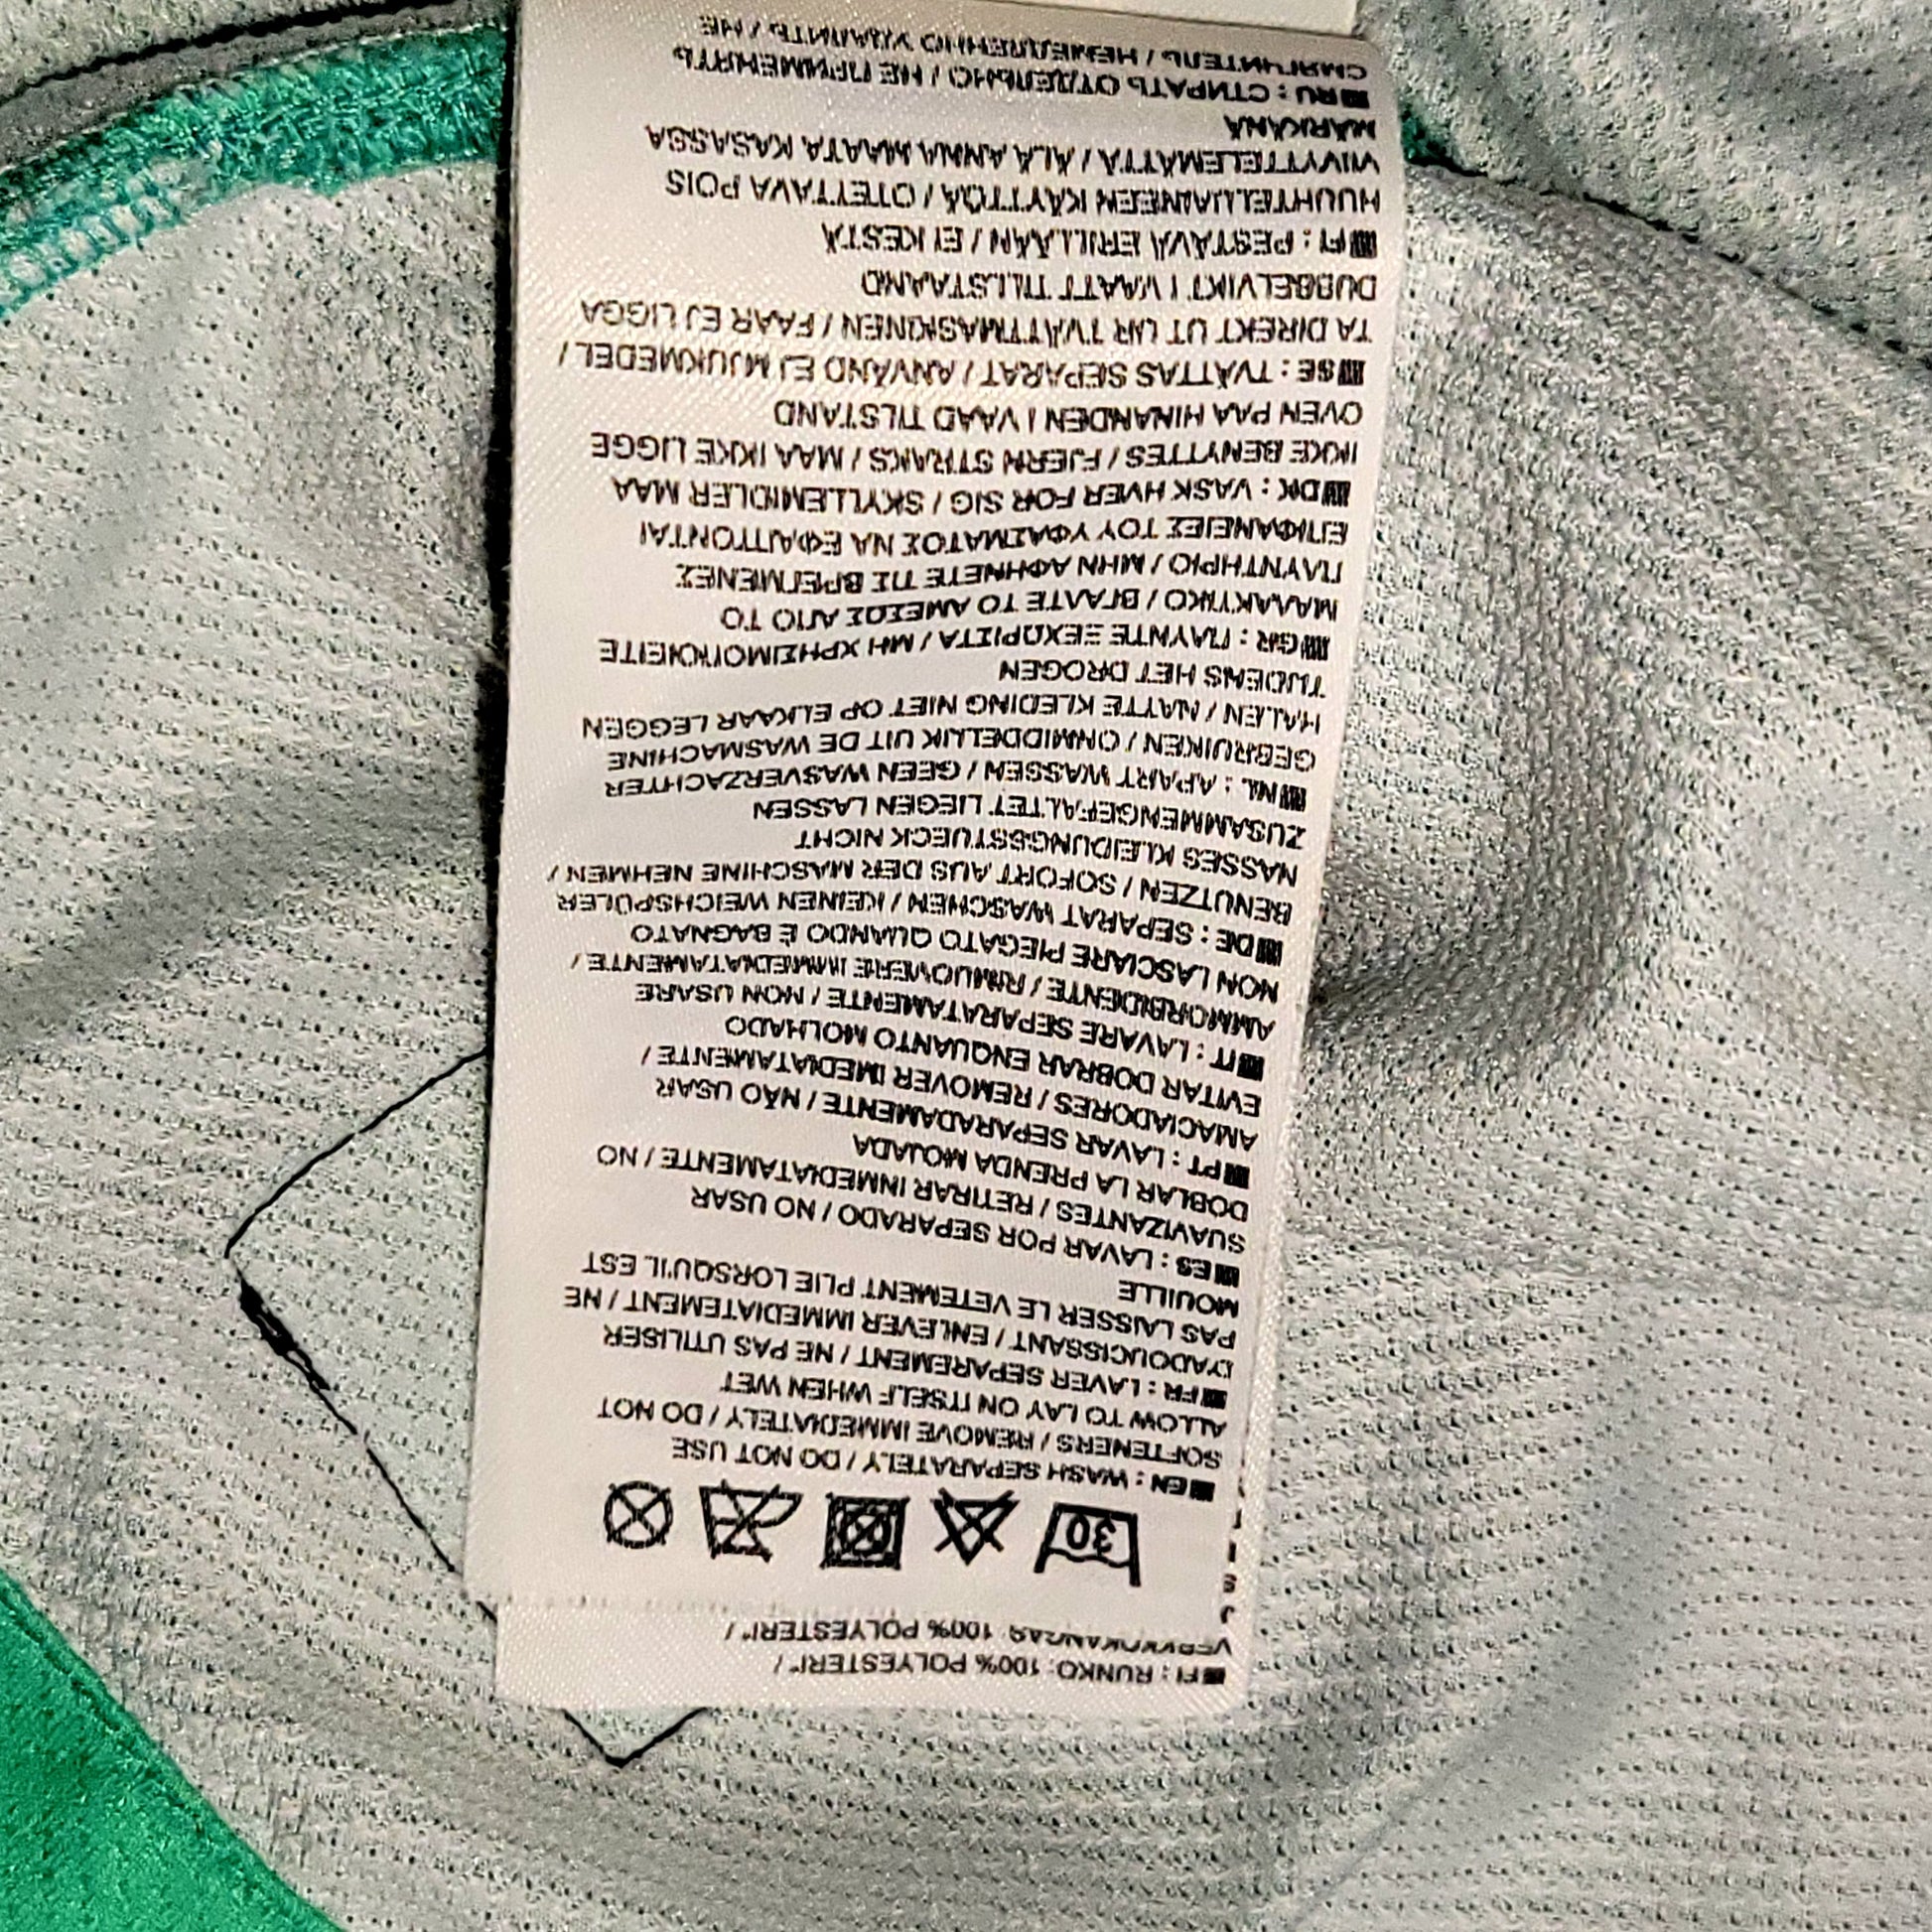 FI : RUNKO: 100% POLYESTERI* /
VERKKOKANGAS: 100% POLYESTERI* /
30
EN : WASH SEPARATELY / DO NOT USE
SOFTENERS / REMOVE IMMEDIATELY / DO NOT
ALLOW TO LAY ON ITSELF WHEN WET
FR : LAVER SEPAREMENT / NE PAS UTILISER
D'ADOUCISSANT / ENLEVER IMMEDIATEMENT / NE
PAS LAISSER LE VETEMENT PLIE LORSQU'IL EST
MOUILLE
ES : LAVAR POR SEPARADO / NO USAR
SUAVIZANTES / RETIRAR INMEDIATAMENTE / NO
DOBLAR LA PRENDA MOJADA
PT : LAVAR SEPARADAMENTE / NÃO USAR
AMACIADORES / REMOVER IMEDIATAMENTE /
EVITAR DOBRAR ENQUANTO MOLHADO
IT : LAVARE SEPARATAMENTE / NON USARE
AMMORBIDENTE / RIMUOVERE IMMEDIATAMENTE /
NON LASCIARE PIEGATO QUANDO È BAGNATO
DE : SEPARAT WASCHEN / KEINEN WEICHSPÜLER
BENUTZEN / SOFORT AUS DER MASCHINE NEHMEN /
NASSES KLEIDUNGSSTUECK NICHT
ZUSAMMENGEFALTET LIEGEN LASSEN
NL : APART WASSEN / GEEN WASVERZACHTER
GEBRUIKEN / ONMIDDELLIJK UIT DE WASMACHINE
HALEN / NATTE KLEDING NIET OP ELKAAR LEGGEN
TIJDENS HET DROGEN
GR : ΠΛΥΝΤΕ ΞΕΧΩΡΙΣΤΑ / ΜΗ ΧΡΗΣΙΜΟΠΟΙΕΙΤΕ
ΜΑΛΑΚΤΙΚΟ / ΒΓΑΛΤΕ ΤΟ ΑΜΕΣΩΣ ΑΠΟ ΤΟ
ΠΛΥΝΤΗΡΙΟ / ΜΗΝ ΑΦΗΝΕΤΕ ΤΙΣ ΒΡΕΓΜΕΝΕΣ
ΕΠΙΦΑΝΕΙΕΣ ΤΟΥ ΥΦΑΣΜΑΤΟΣ ΝΑ ΕΦΑΠΤΟΝΤΑΙ
DK : VASK HVER FOR SIG / SKYLLEMIDLER MAA
IKKE BENYTTES / FJERN STRAKS / MAA IKKE LIGGE
OVEN PAA HINANDEN I VAAD TILSTAND
SE : TVÄTTAS SEPARAT / ANVÄND EJ MJUKMEDEL /
TA DIREKT UT UR TVÄTTMASKINEN / FAAR EJ LIGGA
DUBBELVIKT I VAATT TILLSTAAND
FI : PESTÄVÄ ERILLÄÄN / EI KESTÄ
HUUHTELUAINEEN KÄYTTÖÄ / OTETTAVA POIS
VIIVYTTELEMÄTTÄ / ÄLÄ ANNA MAATA KASASSA
MÄRKÄNÄ
RU : СТИРАТЬ ОТДЕЛЬНО / НЕ ПРИМЕНЯТЬ
СМЯГЧИТЕЛЬ / НЕМЕДЛЕННО УДАЛИТЬ / НЕ